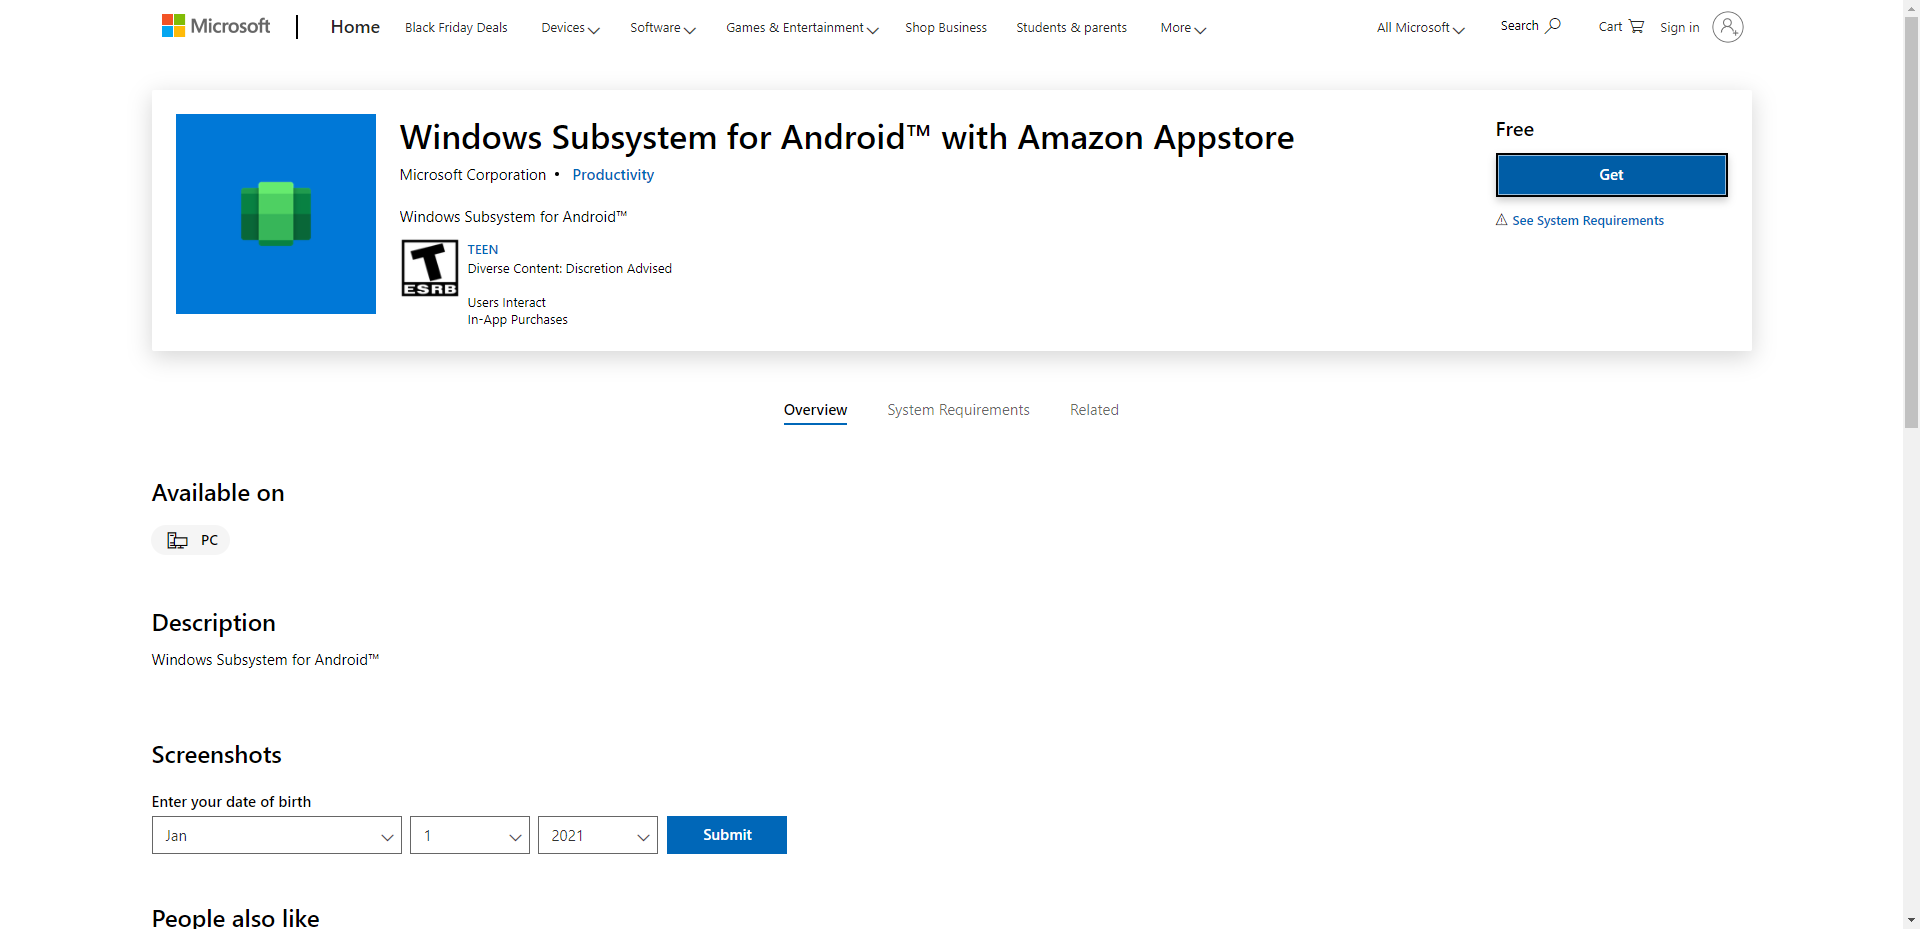 Microsoft
Home
Black Friday Deals
Devices
Software
Games & Entertainment
Shop Business
Students & parents
More
All Microsoft
Search
Cart
Sign in
Windows Subsystem for Android™ with Amazon Appstore
Microsoft Corporation • Productivity
Windows Subsystem for Android™
T
ESRB
TEEN
Diverse Content: Discretion Advised
Users Interact
In-App Purchases
Free
Get
See System Requirements
Overview
System Requirements
Related
Available on
PC
Description
Windows Subsystem for Android™
Screenshots
Enter your date of birth
Jan
1
2021
Submit
People also like